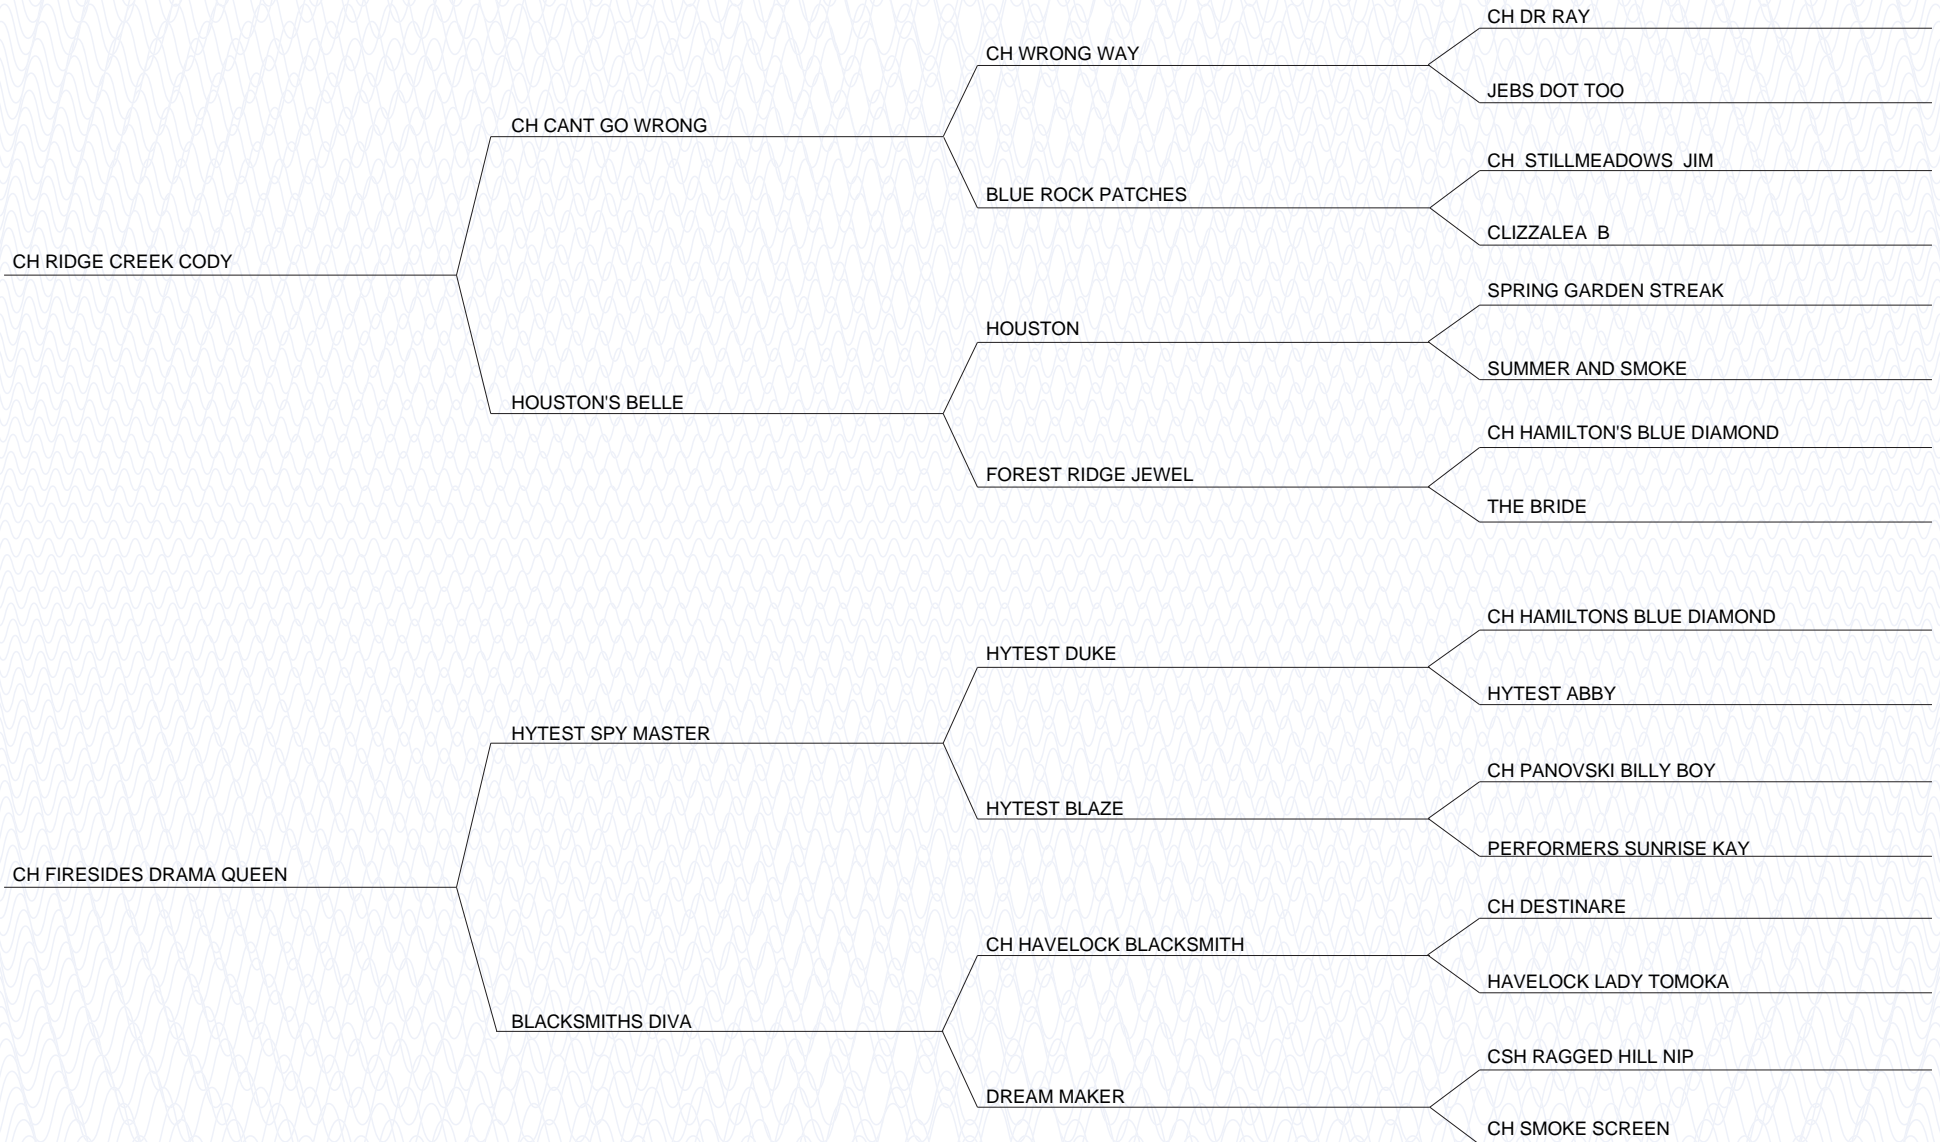 CH DR RAY
CH WRONG WAY
JEBS DOT TOO
CH CANT GO WRONG
CH  STILLMEADOWS  JIM
BLUE ROCK PATCHES
CLIZZALEA  B
CH RIDGE CREEK CODY
SPRING GARDEN STREAK
HOUSTON
SUMMER AND SMOKE
HOUSTON'S BELLE
CH HAMILTON'S BLUE DIAMOND
FOREST RIDGE JEWEL
THE BRIDE
CH HAMILTONS BLUE DIAMOND
HYTEST DUKE
HYTEST ABBY
HYTEST SPY MASTER
CH PANOVSKI BILLY BOY
HYTEST BLAZE
PERFORMERS SUNRISE KAY
CH FIRESIDES DRAMA QUEEN
CH DESTINARE
CH HAVELOCK BLACKSMITH
HAVELOCK LADY TOMOKA
BLACKSMITHS DIVA
CSH RAGGED HILL NIP
DREAM MAKER
CH SMOKE SCREEN